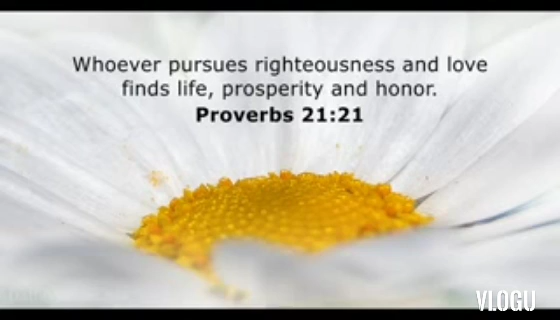 Whoever pursues righteousness and love
finds life, prosperity and honor.
Proverbs 21:21
VLOGU